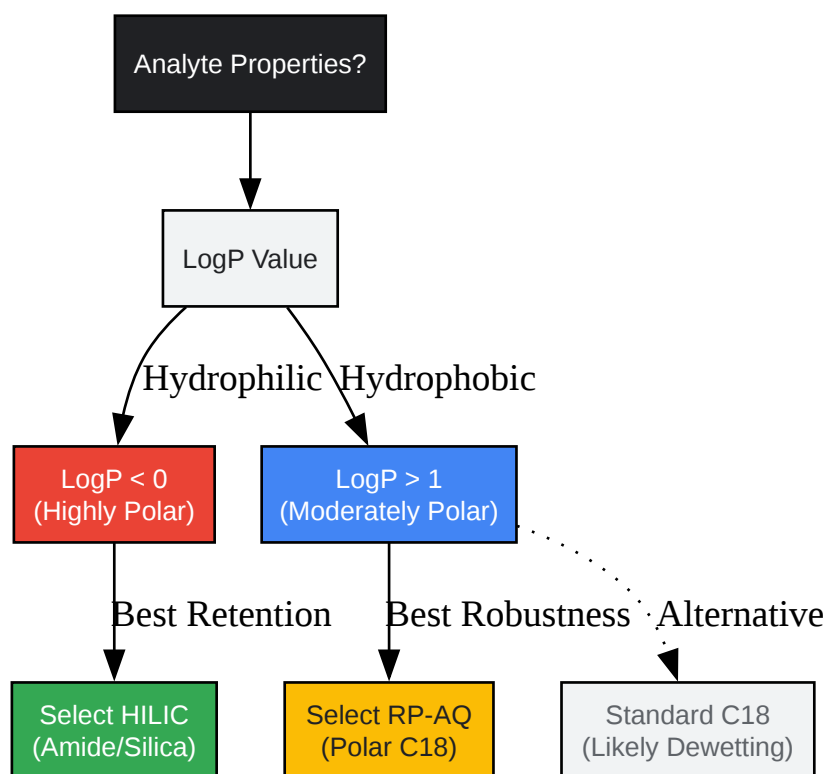 Analyte Properties?
LogP Value
Hydrophilic
Hydrophobic
LogP < 0
(Highly Polar)
LogP > 1
(Moderately Polar)
Best Retention
Best Robustness
Alternative
Select HILIC
(Amide/Silica)
Select RP-AQ
(Polar C18)
Standard C18
(Likely Dewetting)